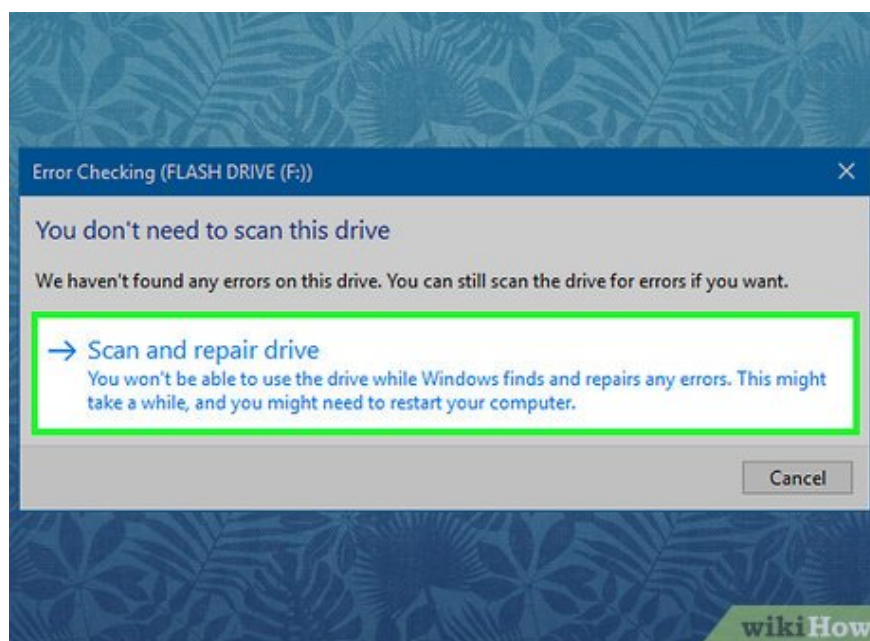 Error Checking (FLASH DRIVE (F:))
You don't need to scan this drive
We haven't found any errors on this drive. You can still scan the drive for errors if you want.
Scan and repair drive
You won't be able to use the drive while Windows finds and repairs any errors. This might
take a while, and you might need to restart your computer.
Cancel
wikiHow